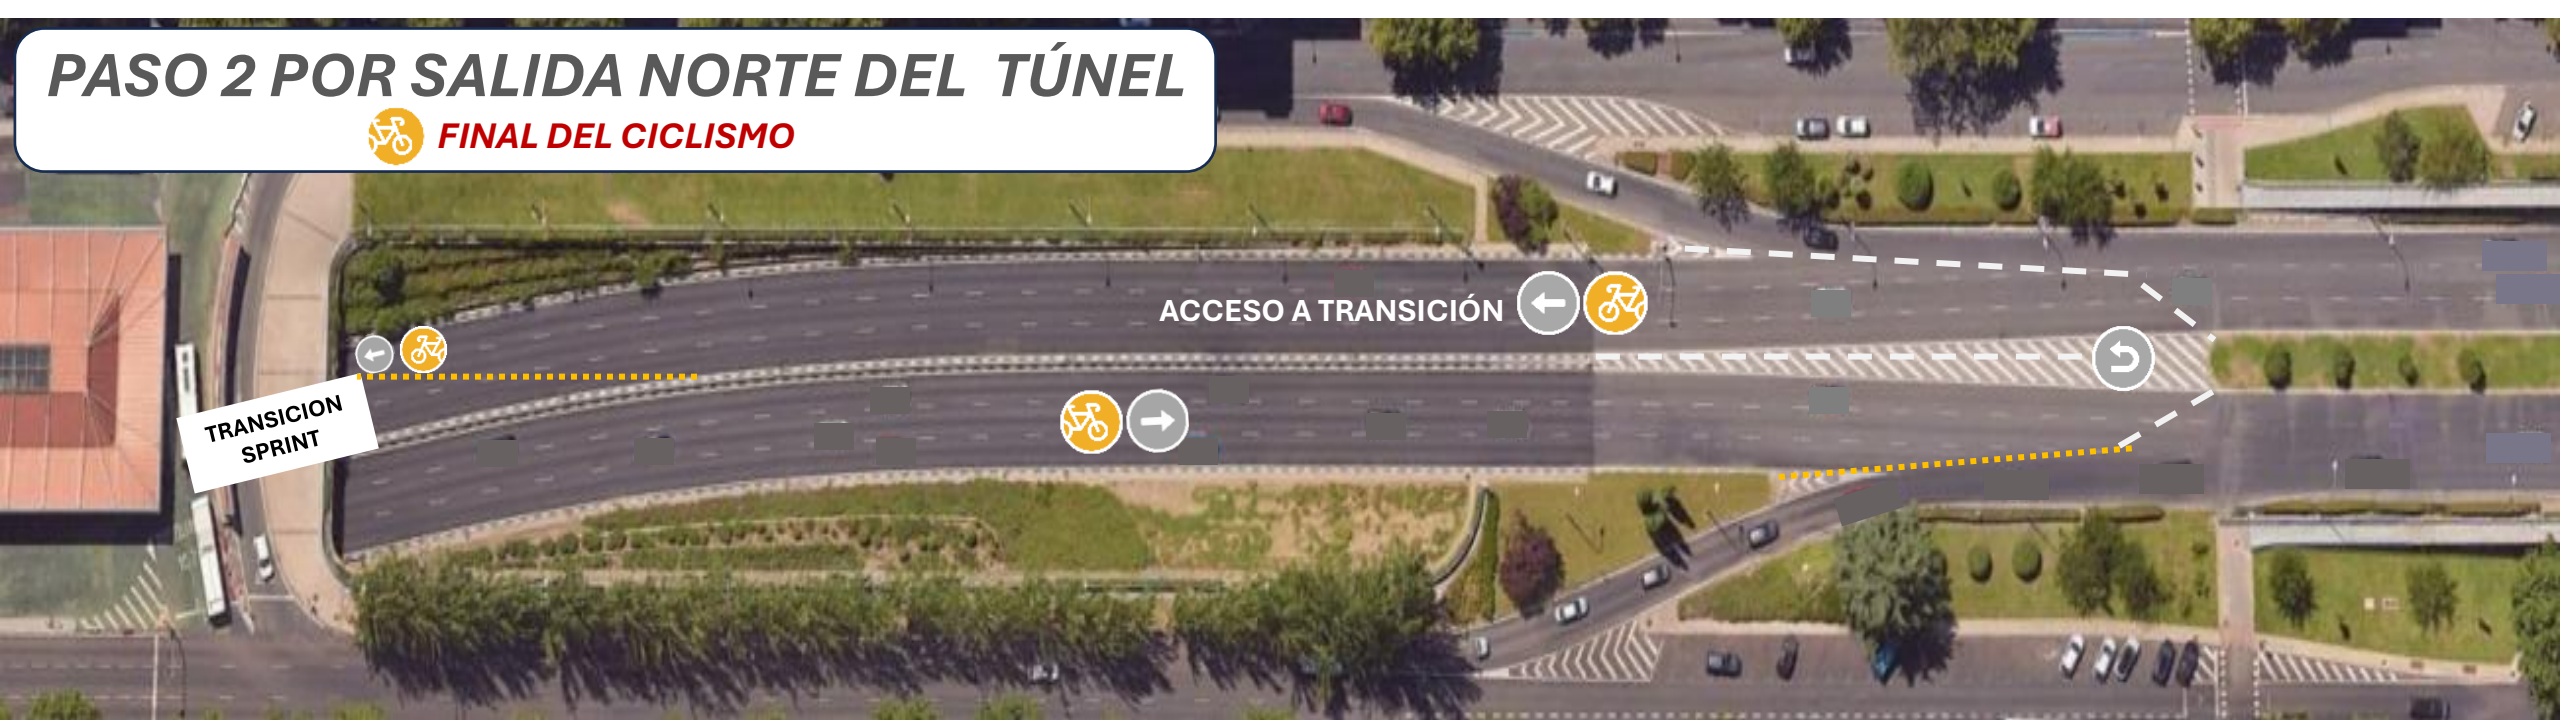 PASO 2 POR SALIDA NORTE DEL TÚNEL
FINAL DEL CICLISMO
ACCESO A TRANSICIÓN
TRANSICION
SPRINT